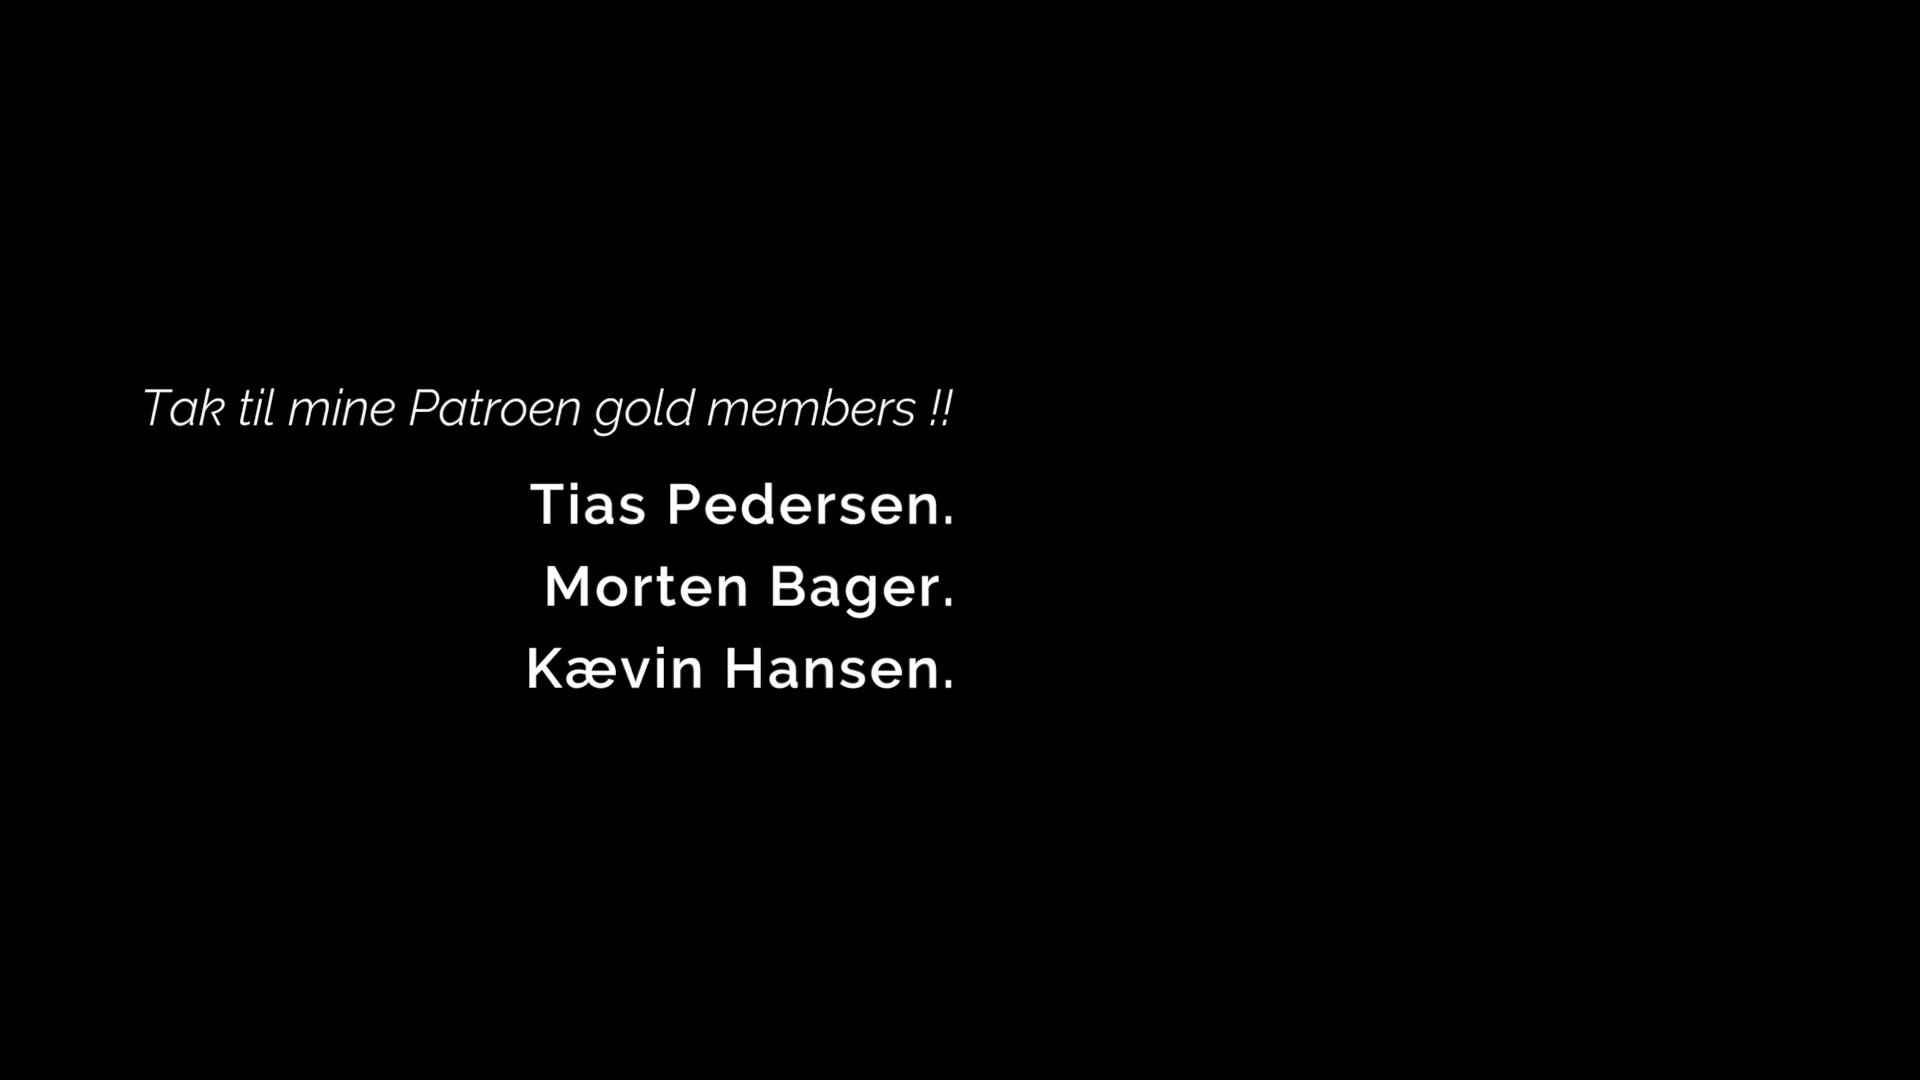 Tak til mine Patroen gold members !!
Tias Pedersen.
Morten Bager.
Kævin Hansen.